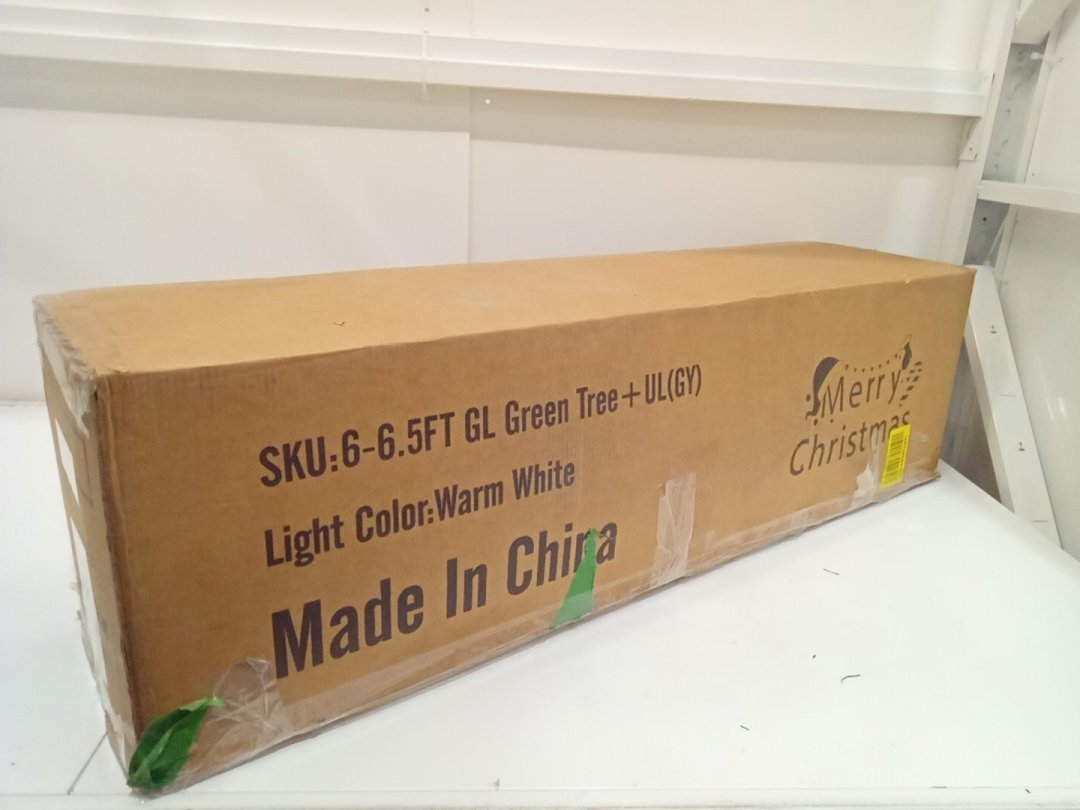 SKU:6-6.5FT GL Green Tree+UL(GY)
Light Color:Warm White
Made In China
Merry
Christmas